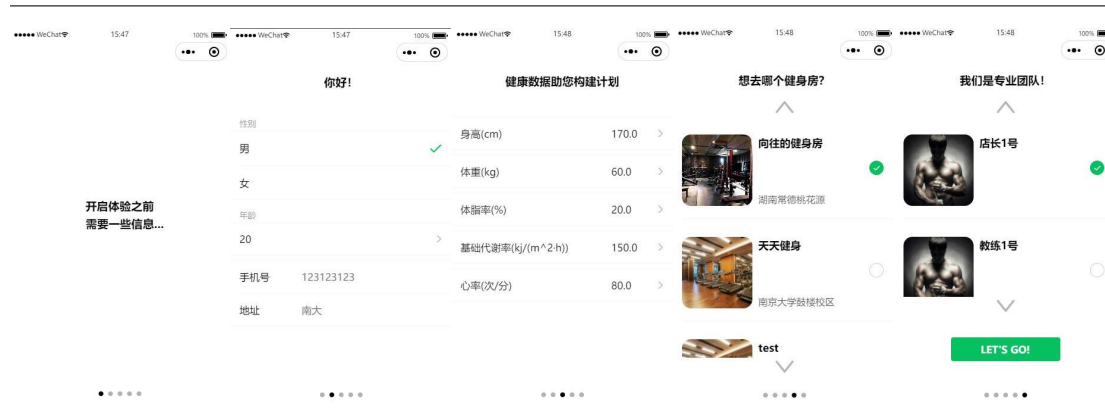 ●●●●● WeChat 15:47 100%
开启体验之前
需要一些信息...
●●●●● WeChat 15:47 100%
你好!
性别
男
女
年龄
20
手机号 123123123
地址 南大
●●●●● WeChat 15:48 100%
健康数据助您构建计划
身高(cm) 170.0
体重(kg) 60.0
体脂率(%) 20.0
基础代谢率(kj/(m^2·h)) 150.0
心率(次/分) 80.0
●●●●● WeChat 15:48 100%
想去哪个健身房?
向往的健身房
湖南常德桃花源
天天健身
南京大学鼓楼校区
test
●●●●● WeChat 15:48 100%
我们是专业团队!
店长1号
教练1号
LET'S GO!